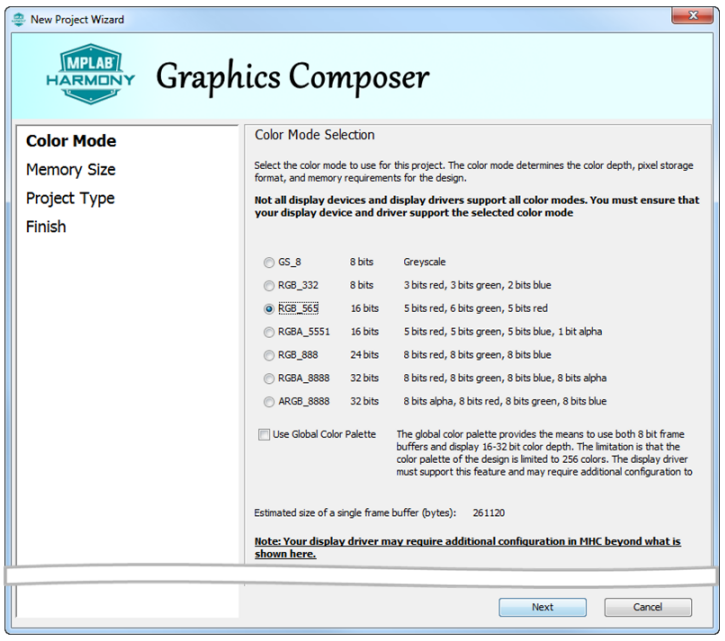 New Project Wizard
MPLAB
HARMONY
Graphics Composer
Color Mode
Memory Size
Project Type
Finish
Color Mode Selection
Select the color mode to use for this project. The color mode determines the color depth, pixel storage
format, and memory requirements for the design.
Not all display devices and display drivers support all color modes. You must ensure that
your display device and driver support the selected color mode
GS_8 8 bits Greyscale
RGB_332 8 bits 3 bits red, 3 bits green, 2 bits blue
RGB_565 16 bits 5 bits red, 6 bits green, 5 bits red
RGBA_5551 16 bits 5 bits red, 5 bits green, 5 bits blue, 1 bit alpha
RGB_888 24 bits 8 bits red, 8 bits green, 8 bits blue
RGBA_8888 32 bits 8 bits red, 8 bits green, 8 bits blue, 8 bits alpha
ARGB_8888 32 bits 8 bits alpha, 8 bits red, 8 bits green, 8 bits blue
Use Global Color Palette The global color palette provides the means to use both 8 bit frame
buffers and display 16-32 bit color depth. The limitation is that the
color palette of the design is limited to 256 colors. The display driver
must support this feature and may require additional configuration to
Estimated size of a single frame buffer (bytes): 261120
Note: Your display driver may require additional configuration in MHC beyond what is
shown here.
Next Cancel